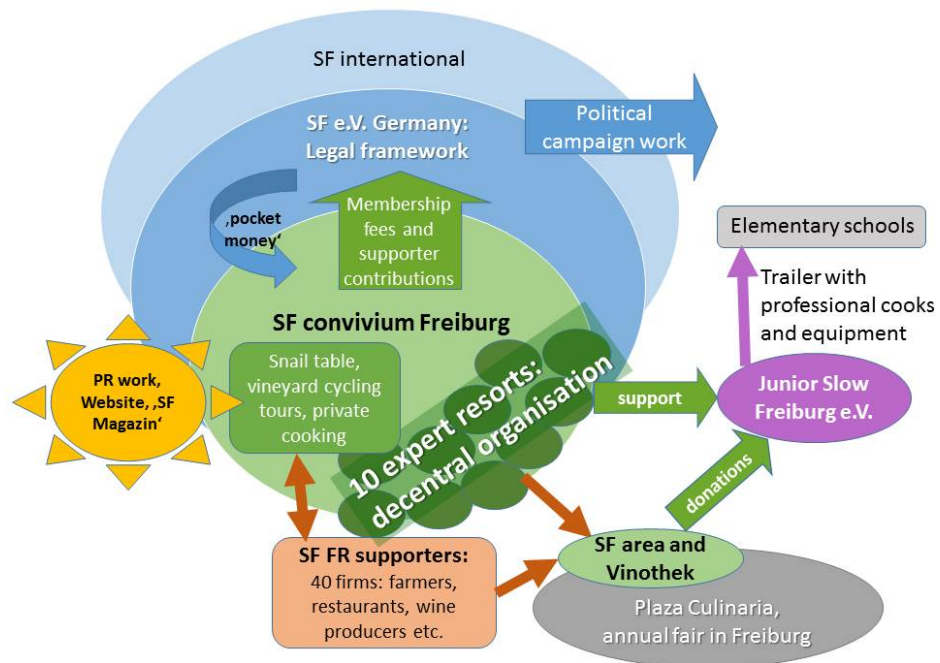 SF international
SF e.V. Germany:
Legal framework
Political
campaign work
‚pocket
money‘
Membership
fees and
supporter
contributions
Elementary schools
Trailer with
professional cooks
and equipment
SF convivium Freiburg
Snail table,
vineyard cycling
tours, private
cooking
PR work,
Website, ‚SF
Magazin‘
10 expert resorts:
decentral organisation
support
Junior Slow
Freiburg e.V.
donations
SF FR supporters:
40 firms: farmers,
restaurants, wine
producers etc.
SF area and
Vinothek
Plaza Culinaria,
annual fair in Freiburg